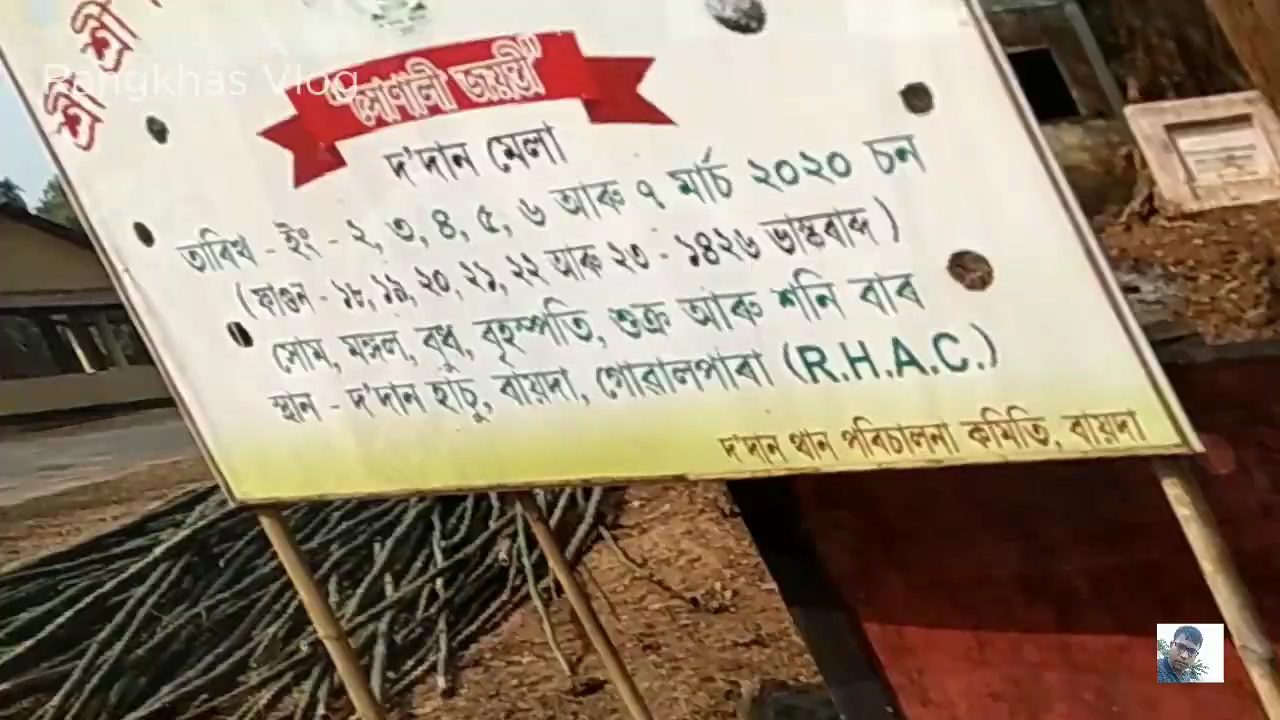 শ্ৰী শ্ৰী
Rangkhas Vlog
"সোণালী জয়ন্তী"
দ'দান মেলা
তাৰিখ - ইং - ২, ৩, ৪, ৫, ৬ আৰু ৭ মাৰ্চ ২০২০ চন
(ফাগুন - ১৮, ১৯, ২০, ২১, ২২ আৰু ২৩ - ১৪২৬ ভাস্কৰাব্দ)
সোম, মঙ্গল, বুধ, বৃহস্পতি, শুক্ৰ আৰু শনি বাৰ
স্থান - দ'দান হাচু, বায়দা, গোৱালপাৰা (R.H.A.C.)
দ'দান থান পৰিচালনা কমিতি, বায়দা